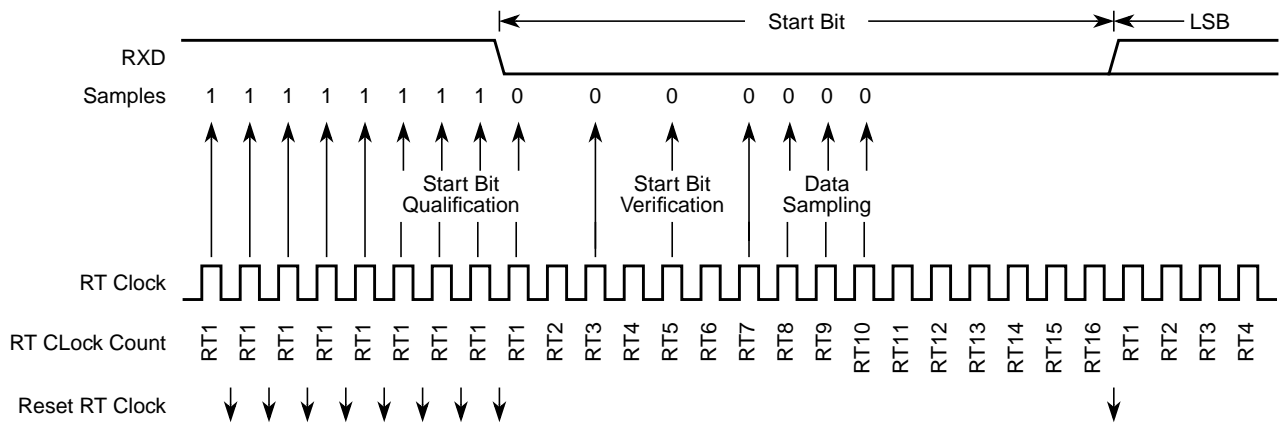 Start Bit LSB
RXD
Samples 1 1 1 1 1 1 1 1 0 0 0 0 0 0 0
Start Bit Qualification
Start Bit Verification
Data Sampling
RT Clock
RT CLock Count RT1 RT1 RT1 RT1 RT1 RT1 RT1 RT1 RT1 RT2 RT3 RT4 RT5 RT6 RT7 RT8 RT9 RT10 RT11 RT12 RT13 RT14 RT15 RT16 RT1 RT2 RT3 RT4
Reset RT Clock